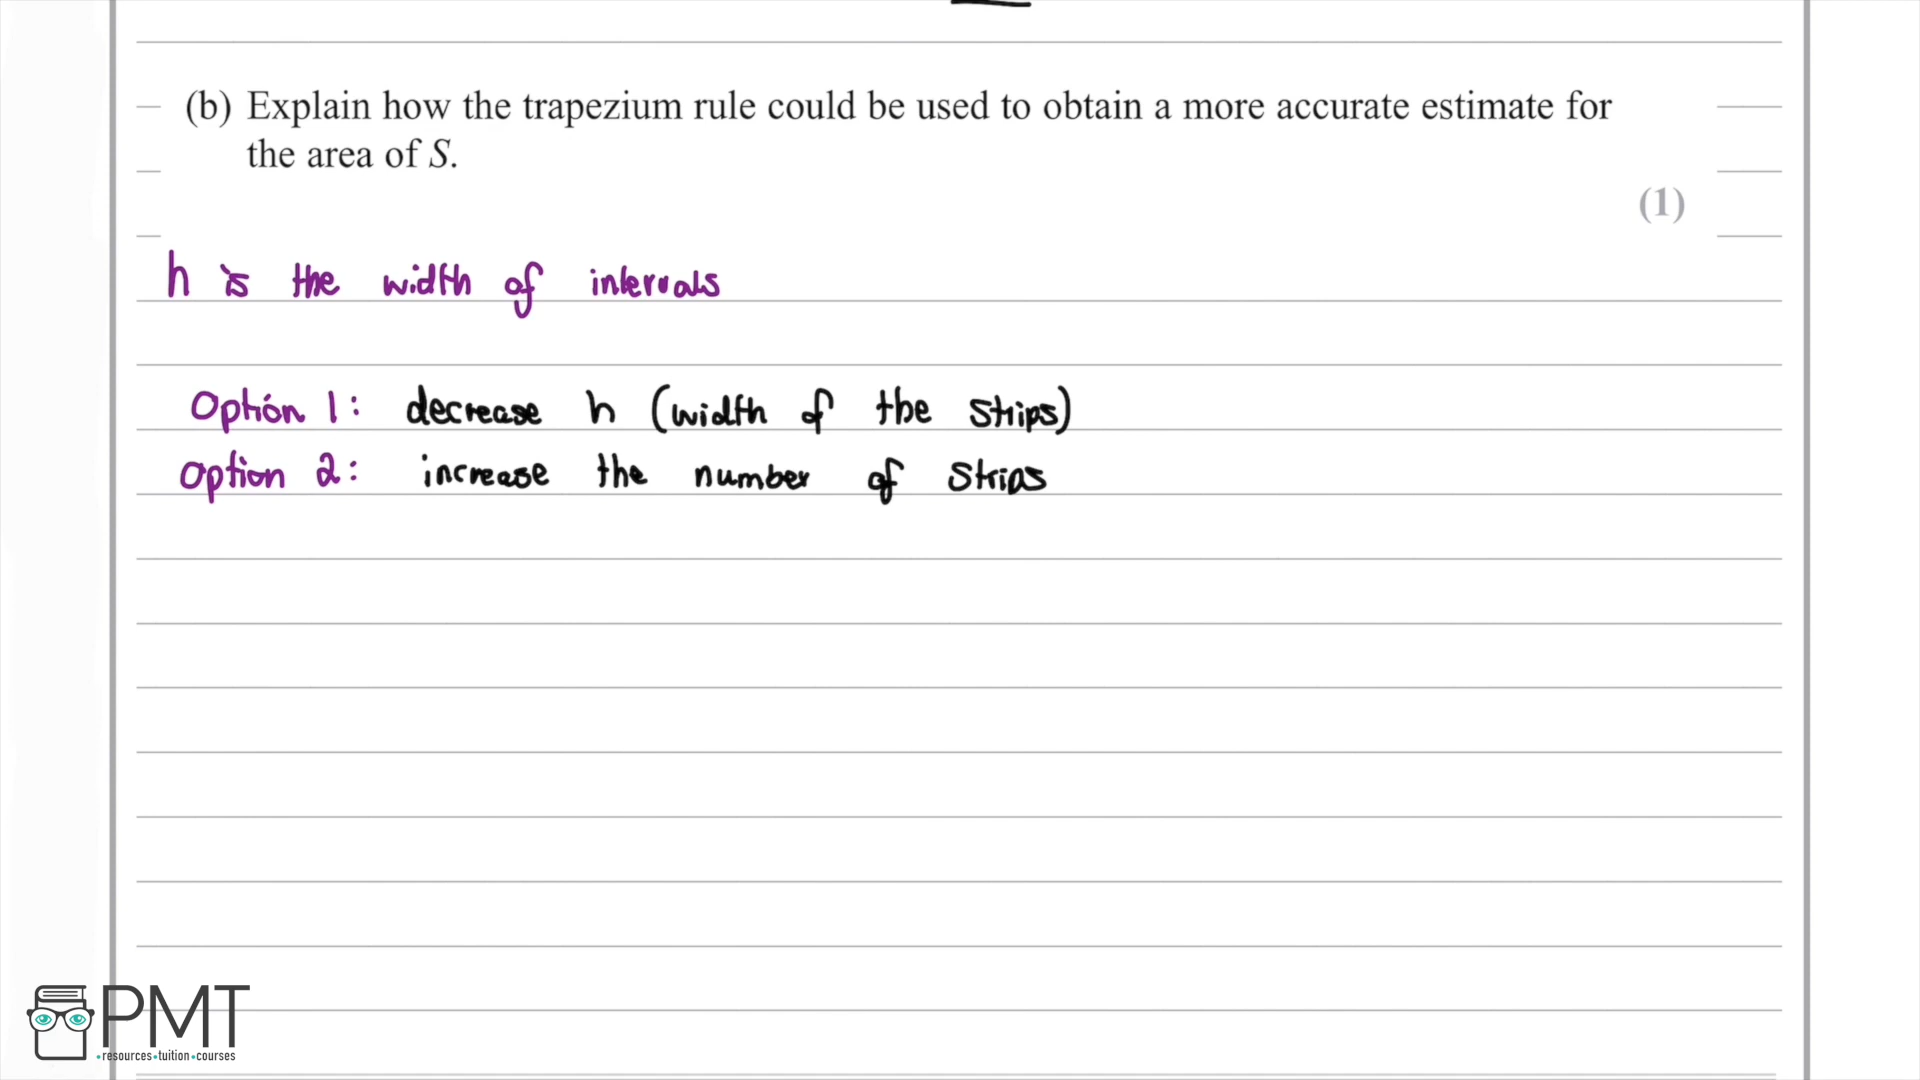 (b) Explain how the trapezium rule could be used to obtain a more accurate estimate for
the area of S.
(1)
h is the width of intervals
Option 1: decrease h (width of the strips)
Option 2: increase the number of strips
PMT
•resources•tuition•courses